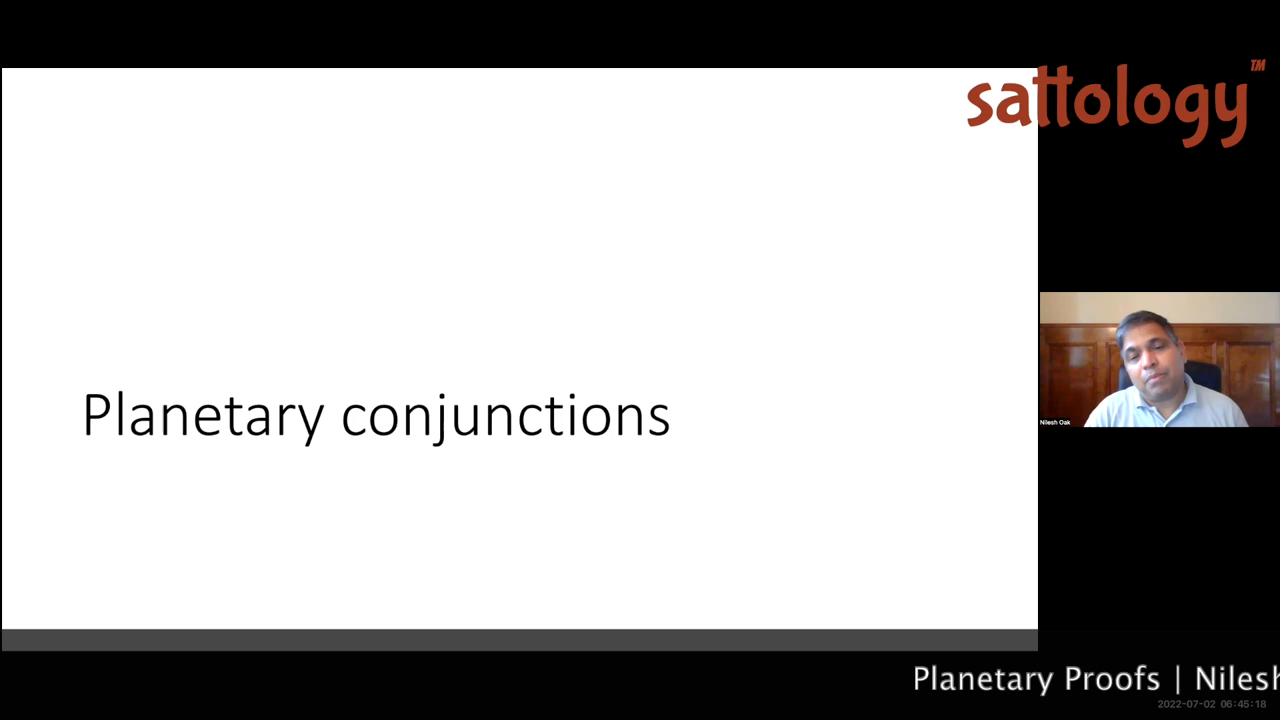 sattology™
Planetary conjunctions
Nilesh Oak
Planetary Proofs | Nilesh
2022-07-02 06:45:18